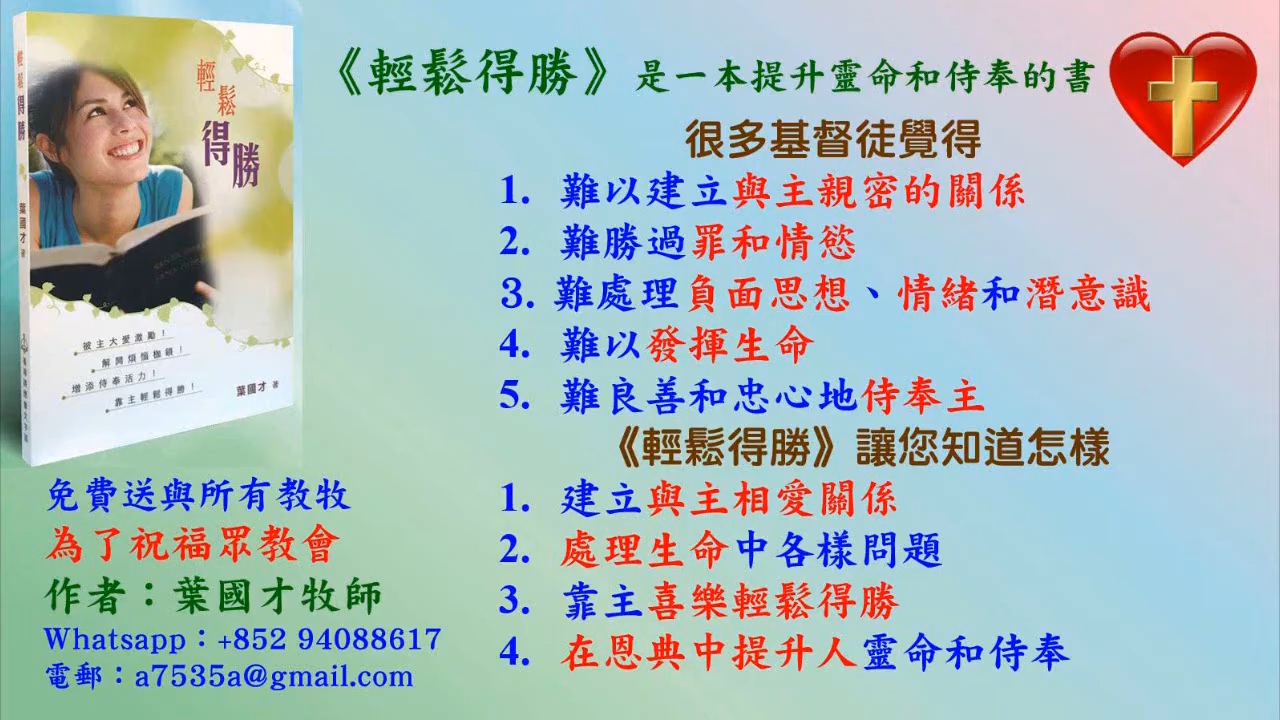 《輕鬆得勝》是一本提升靈命和侍奉的書
很多基督徒覺得
1. 難以建立與主親密的關係
2. 難勝過罪和情慾
3. 難處理負面思想、情緒和潛意識
4. 難以發揮生命
5. 難良善和忠心地侍奉主
《輕鬆得勝》讓您知道怎樣
1. 建立與主相愛關係
2. 處理生命中各樣問題
3. 靠主喜樂輕鬆得勝
4. 在恩典中提升人靈命和侍奉
輕鬆得勝
葉國才 著
輕鬆
得勝
被主大愛激勵！
解開煩惱枷鎖！
增添侍奉活力！
靠主輕鬆得勝！
葉國才 著
免費送與所有教牧
為了祝福眾教會
作者：葉國才牧師
Whatsapp：+852 94088617
電郵：a7535a@gmail.com